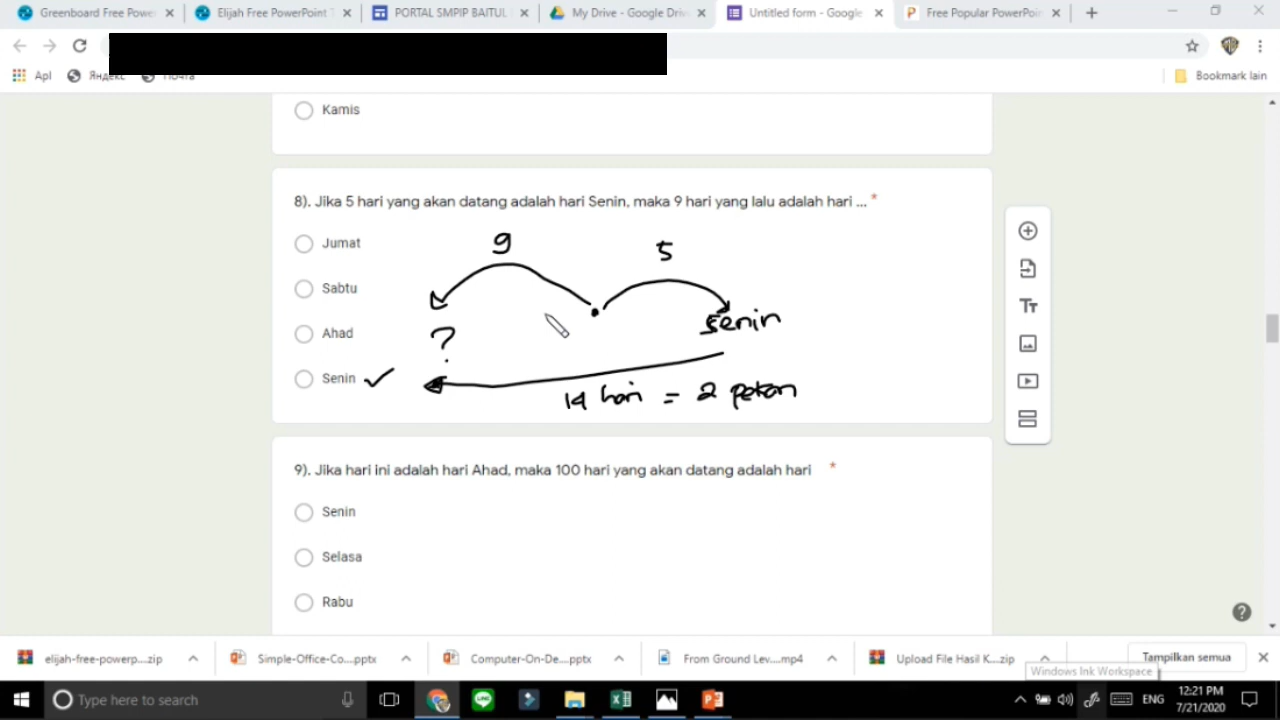 Greenboard Free Powe
Elijah Free PowerPoint T
PORTAL SMPIP BAITUL
My Drive - Google Driv
Untitled form - Google
Free Popular PowerPoin
Apl
Яндекс
Почта
Bookmark lain
Kamis
8). Jika 5 hari yang akan datang adalah hari Senin, maka 9 hari yang lalu adalah hari ... *
Jumat
Sabtu
Ahad
Senin
9
5
senin
?
14 hari = 2 pekan
9). Jika hari ini adalah hari Ahad, maka 100 hari yang akan datang adalah hari *
Senin
Selasa
Rabu
elijah-free-powerp....zip
Simple-Office-Co....pptx
Computer-On-De....pptx
From Ground Lev....mp4
Upload File Hasil K....zip
Tampilkan semua
Windows Ink Workspace
Type here to search
ENG
12:21 PM
7/21/2020